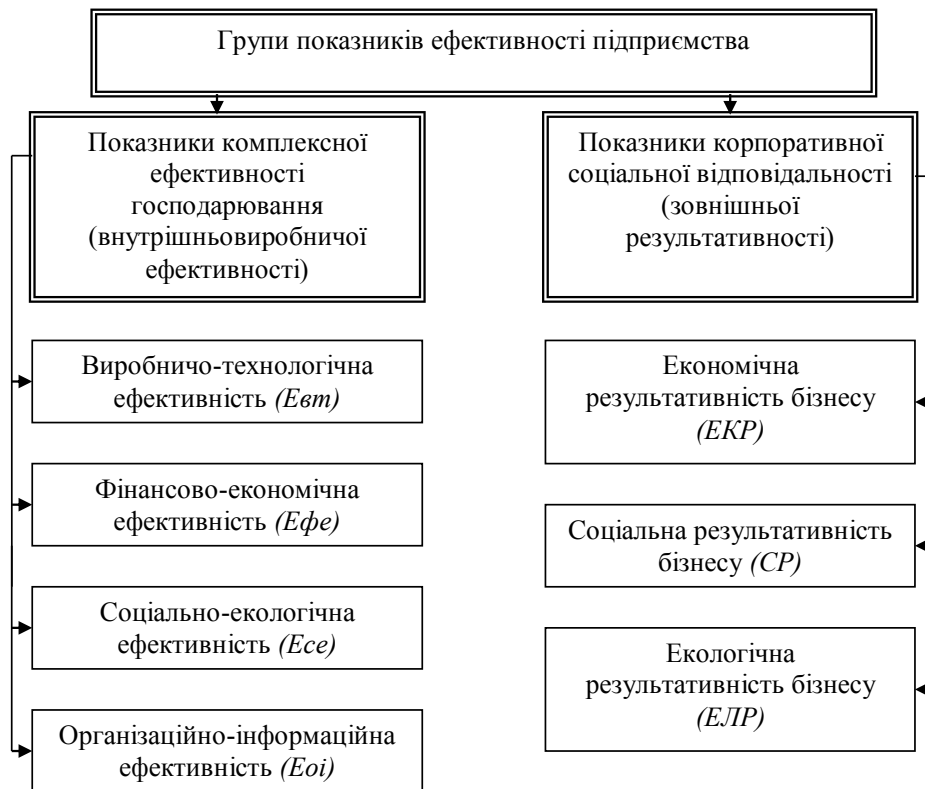 Групи показників ефективності підприємства
Показники комплексної
ефективності
господарювання
(внутрішньовиробничої
ефективності)
Виробничо-технологічна
ефективність (Евт)
Фінансово-економічна
ефективність (Ефе)
Соціально-екологічна
ефективність (Есе)
Організаційно-інформаційна
ефективність (Еоі)
Показники корпоративної
соціальної відповідальності
(зовнішньої
результативності)
Економічна
результативність бізнесу
(ЕКР)
Соціальна результативність
бізнесу (СР)
Екологічна
результативність бізнесу
(ЕЛР)